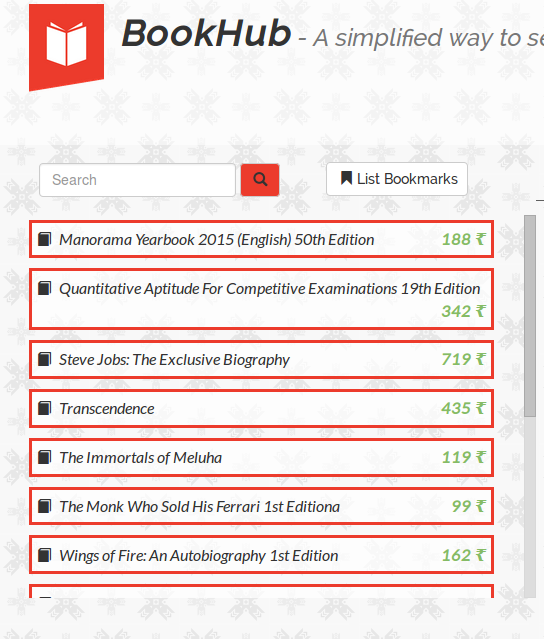 BookHub - A simplified way to se
Search
List Bookmarks
Manorama Yearbook 2015 (English) 50th Edition 188 ₹
Quantitative Aptitude For Competitive Examinations 19th Edition
342 ₹
Steve Jobs: The Exclusive Biography 719 ₹
Transcendence 435 ₹
The Immortals of Meluha 119 ₹
The Monk Who Sold His Ferrari 1st Editiona 99 ₹
Wings of Fire: An Autobiography 1st Edition 162 ₹